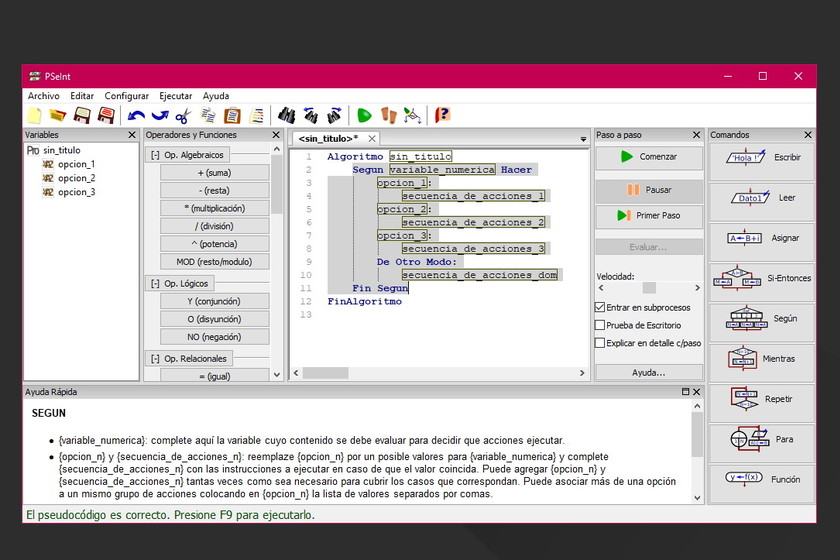 PSeInt
Archivo Editar Configurar Ejecutar Ayuda
Variables
sin_titulo
opcion_1
opcion_2
opcion_3
Operadores y Funciones
[-] Op. Algebraicos
+ (suma)
- (resta)
* (multiplicación)
/ (división)
^ (potencia)
MOD (resto/modulo)
[-] Op. Lógicos
Y (conjunción)
O (disyunción)
NO (negación)
[-] Op. Relacionales
= (igual)
<sin_titulo>*
1 Algoritmo sin_titulo
2 Segun variable_numerica Hacer
3 opcion_1:
4 secuencia_de_acciones_1
5 opcion_2:
6 secuencia_de_acciones_2
7 opcion_3:
8 secuencia_de_acciones_3
9 De Otro Modo:
10 secuencia_de_acciones_dom
11 Fin Segun
12 FinAlgoritmo
13
Paso a paso
Comenzar
Pausar
Primer Paso
Evaluar...
Velocidad:
Entrar en subprocesos
Prueba de Escritorio
Explicar en detalle c/paso
Ayuda...
Comandos
'Hola !' Escribir
Dato1 Leer
A←B+i Asignar
Si-Entonces
Según
Mientras
Repetir
Para
y←f(x) Función
Ayuda Rápida
SEGUN
• {variable_numerica}: complete aquí la variable cuyo contenido se debe evaluar para decidir que acciones ejecutar.
• {opcion_n} y {secuencia_de_acciones_n}: reemplaze {opcion_n} por un posible valores para {variable_numerica} y complete
{secuencia_de_acciones_n} con las instrucciones a ejecutar en caso de que el valor coincida. Puede agregar {opcion_n} y
{secuencia_de_acciones_n} tantas veces como sea necesario para cubrir los casos que correspondan. Puede asociar más de una opción
a un mismo grupo de acciones colocando en {opcion_n} la lista de valores separados por comas.
El pseudocódigo es correcto. Presione F9 para ejecutarlo.